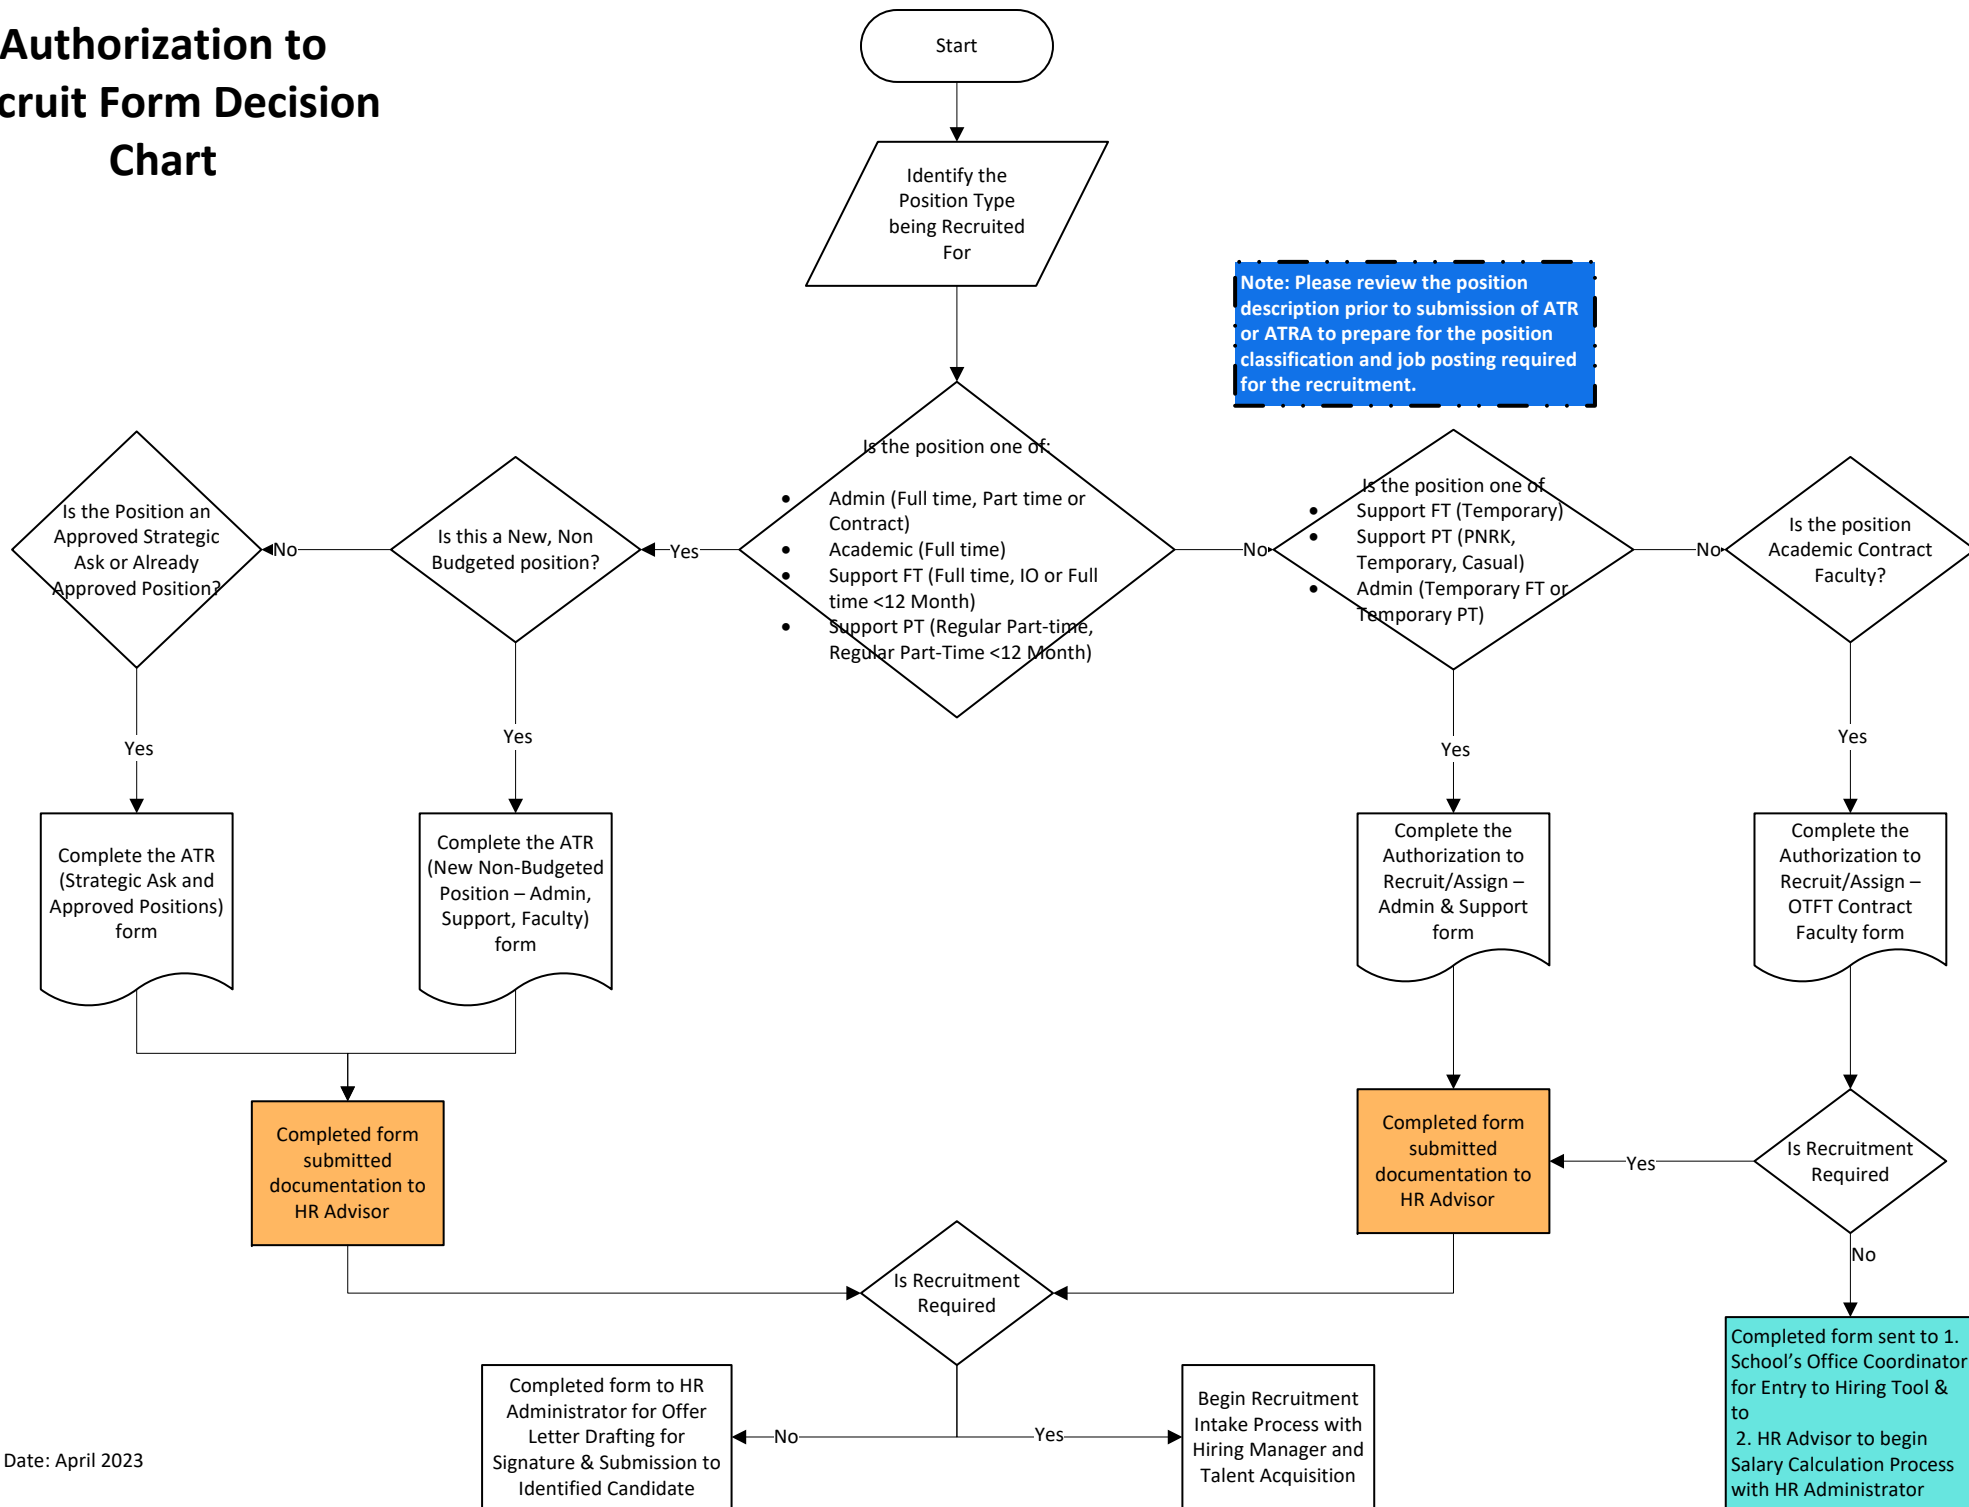 Authorization to
cruit Form Decision
Chart
Start
Identify the
Position Type
being Recruited
For
Note: Please review the position
description prior to submission of ATR
or ATRA to prepare for the position
classification and job posting required
for the recruitment.
Is the Position an
Approved Strategic
Ask or Already
Approved Position?
No
Is this a New, Non
Budgeted position?
Yes
Is the position one of:
• Admin (Full time, Part time or
Contract)
• Academic (Full time)
• Support FT (Full time, IO or Full
time <12 Month)
• Support PT (Regular Part-time,
Regular Part-Time <12 Month)
No
Is the position one of
• Support FT (Temporary)
• Support PT (PNRK,
Temporary, Casual)
• Admin (Temporary FT or
Temporary PT)
No
Is the position
Academic Contract
Faculty?
Yes
Yes
Yes
Yes
Complete the ATR
(Strategic Ask and
Approved Positions)
form
Complete the ATR
(New Non-Budgeted
Position – Admin,
Support, Faculty)
form
Complete the
Authorization to
Recruit/Assign –
Admin & Support
form
Complete the
Authorization to
Recruit/Assign –
OTFT Contract
Faculty form
Completed form
submitted
documentation to
HR Advisor
Completed form
submitted
documentation to
HR Advisor
Yes
Is Recruitment
Required
No
Is Recruitment
Required
Completed form to HR
Administrator for Offer
Letter Drafting for
Signature & Submission to
Identified Candidate
No
Yes
Begin Recruitment
Intake Process with
Hiring Manager and
Talent Acquisition
Completed form sent to 1.
School's Office Coordinator
for Entry to Hiring Tool &
to
2. HR Advisor to begin
Salary Calculation Process
with HR Administrator
Date: April 2023